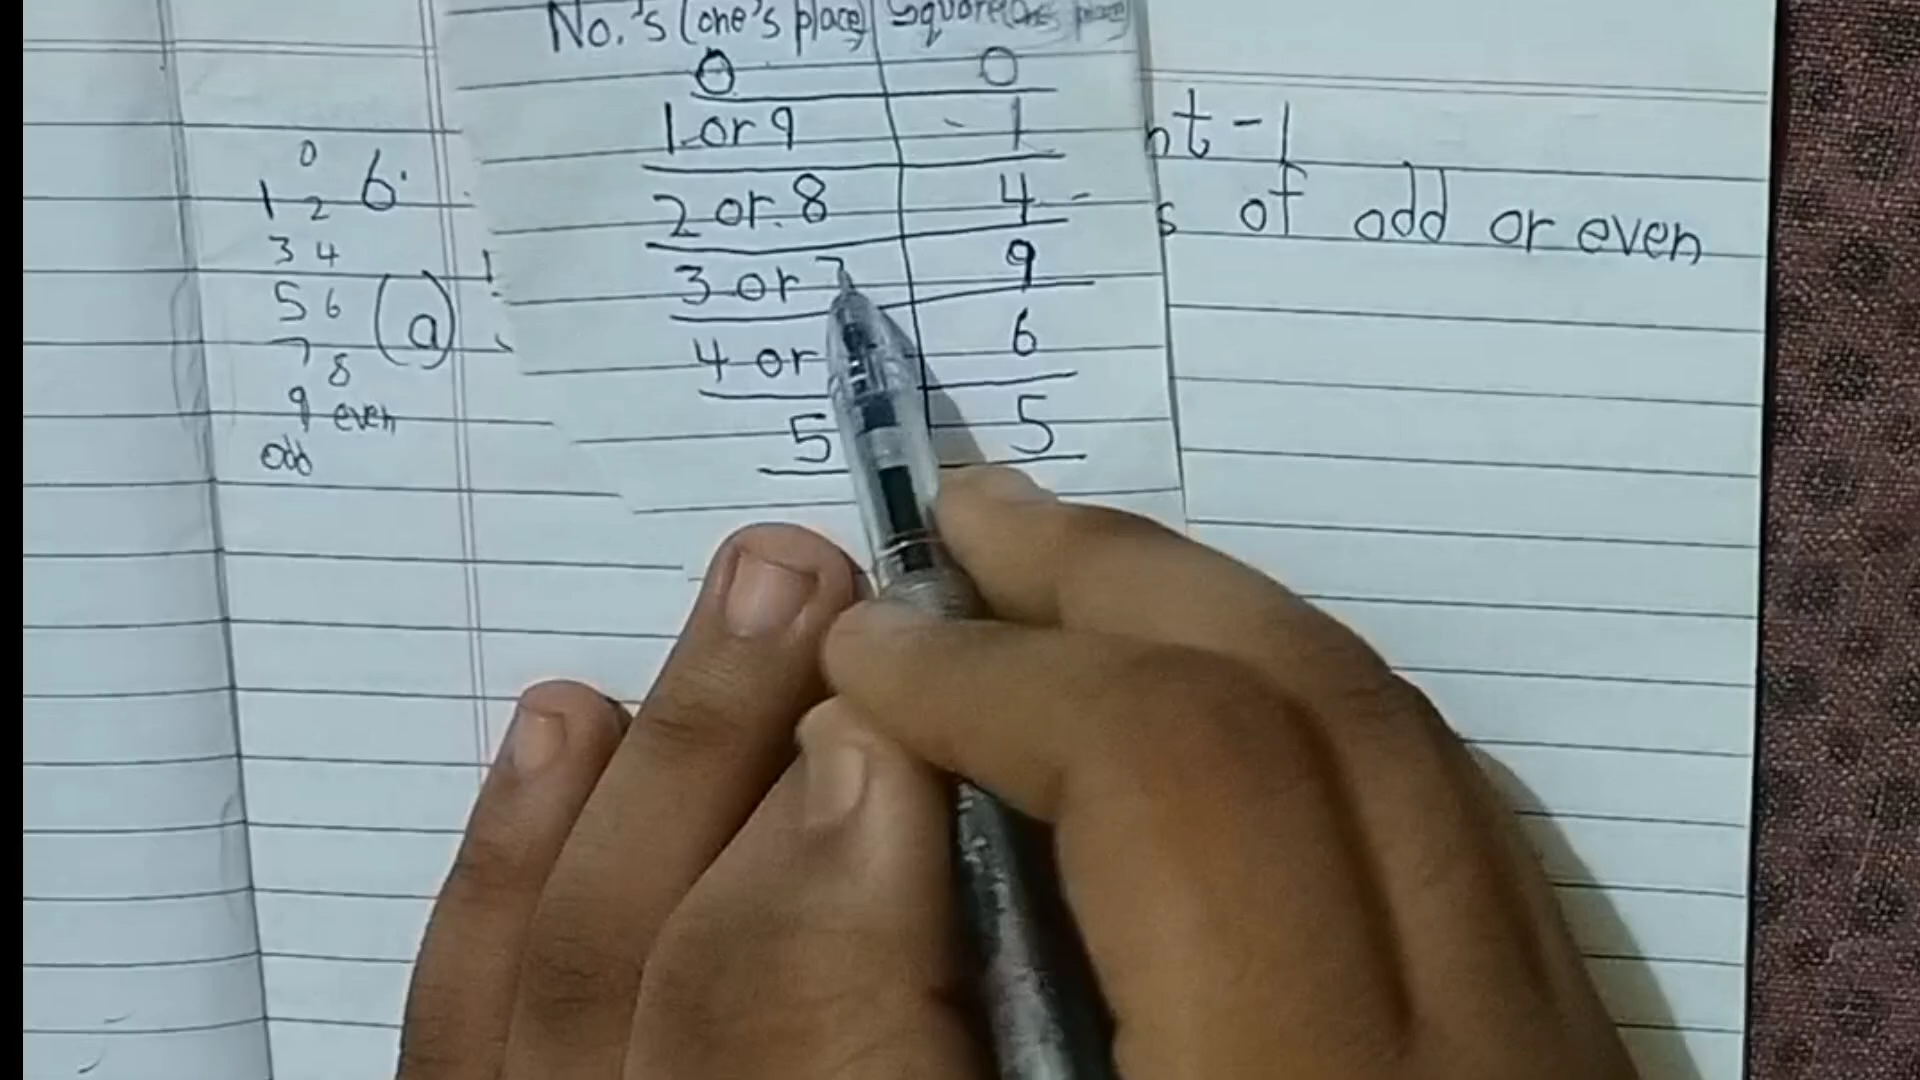 No.'s (one's place) Square (one's place)
0 0
1 or 9 1
2 or 8 4
3 or 7 9
4 or 6
5 5
nt - 1
s of odd or even
0
1 2 6.
3 4
5 6 (a)
7 8
9 even
odd